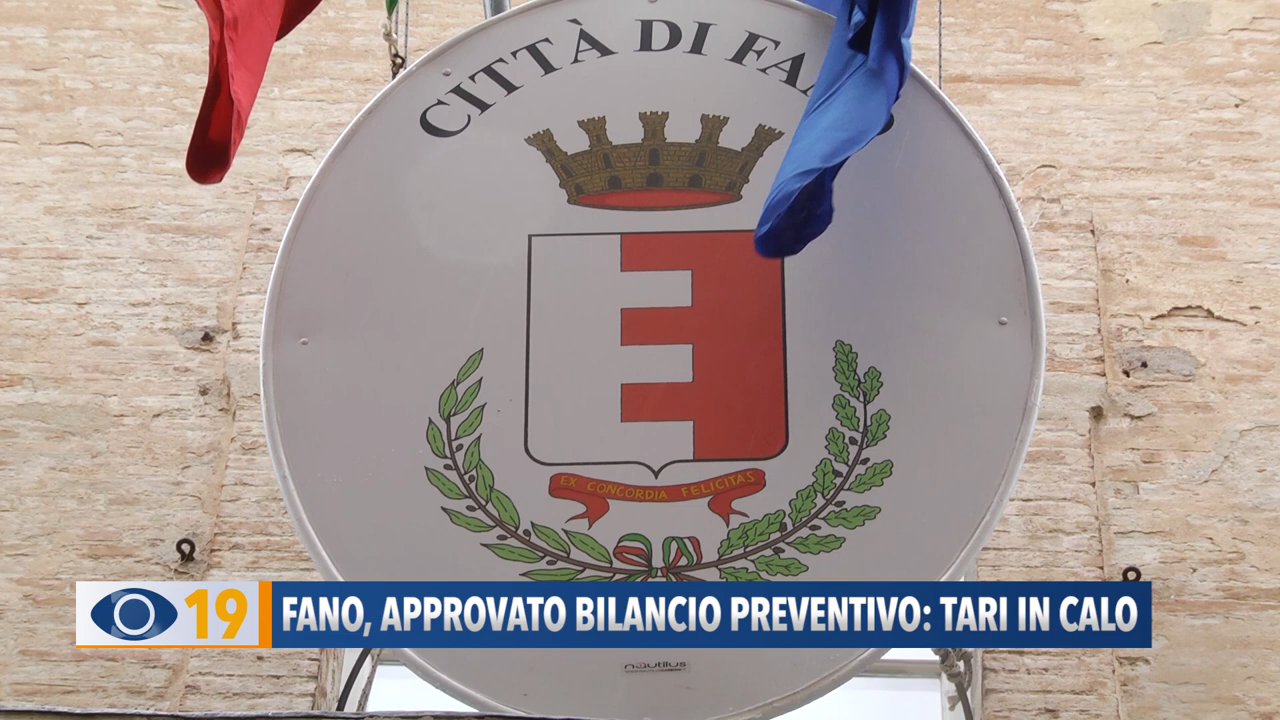 CITTÀ DI FA
EX CONCORDIA FELICITAS
19
FANO, APPROVATO BILANCIO PREVENTIVO: TARI IN CALO
nautilus